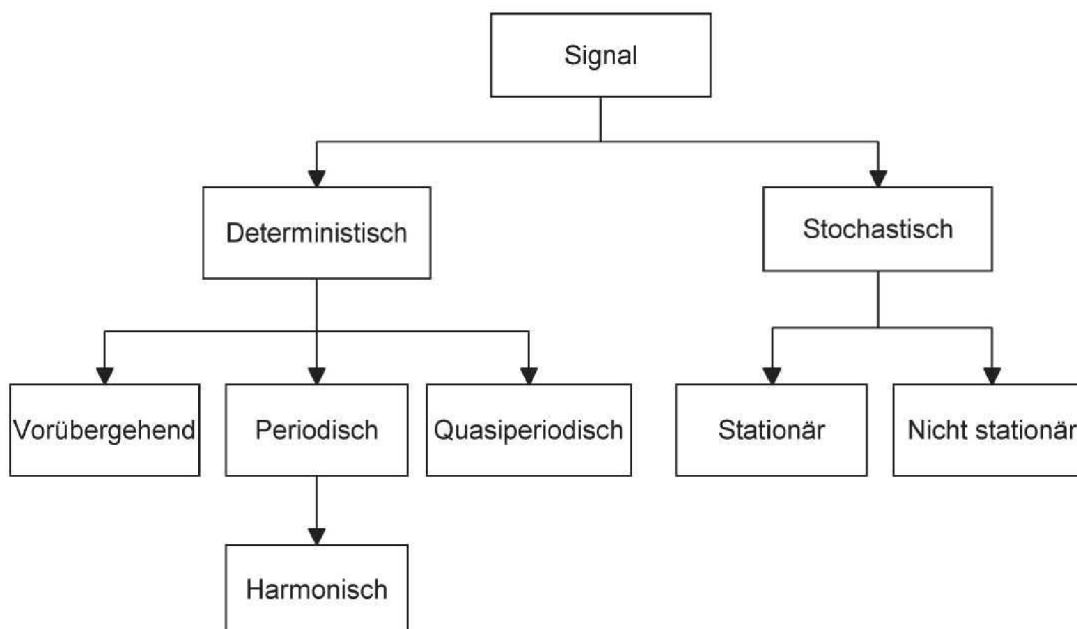 Signal
Deterministisch
Stochastisch
Vorübergehend
Periodisch
Quasiperiodisch
Stationär
Nicht stationär
Harmonisch